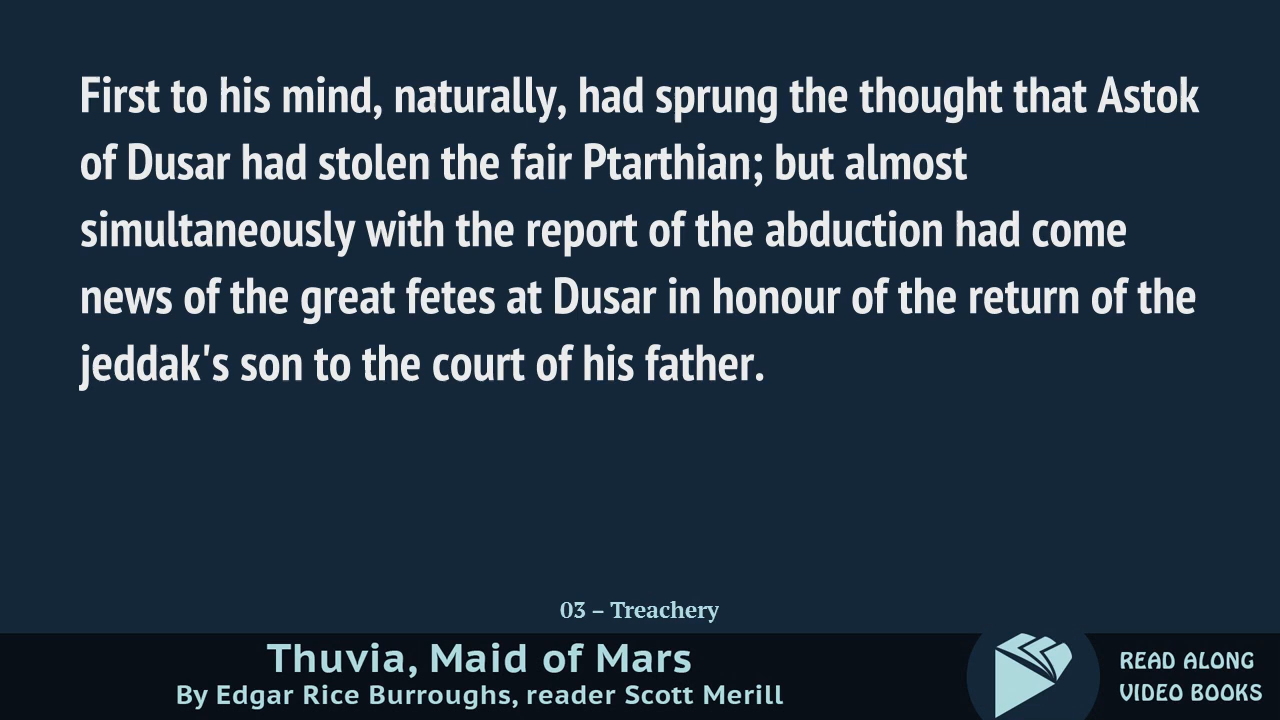 First to his mind, naturally, had sprung the thought that Astok
of Dusar had stolen the fair Ptarthian; but almost
simultaneously with the report of the abduction had come
news of the great fetes at Dusar in honour of the return of the
jeddak's son to the court of his father.
03 – Treachery
Thuvia, Maid of Mars
By Edgar Rice Burroughs, reader Scott Merill
READ ALONG
VIDEO BOOKS